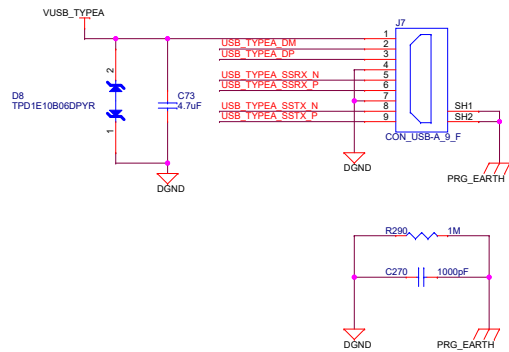 VUSB_TYPEA
J7
1
USB_TYPEA_DM 2
USB_TYPEA_DP 3
4
USB_TYPEA_SSRX_N 5
USB_TYPEA_SSRX_P 6
7
USB_TYPEA_SSTX_N 8
USB_TYPEA_SSTX_P 9
SH1
SH2
CON_USB-A_9_F
2
D8
TPD1E10B06DPYR
1
C73
4.7uF
DGND
DGND
PRG_EARTH
R290 1M
C270 1000pF
DGND
PRG_EARTH